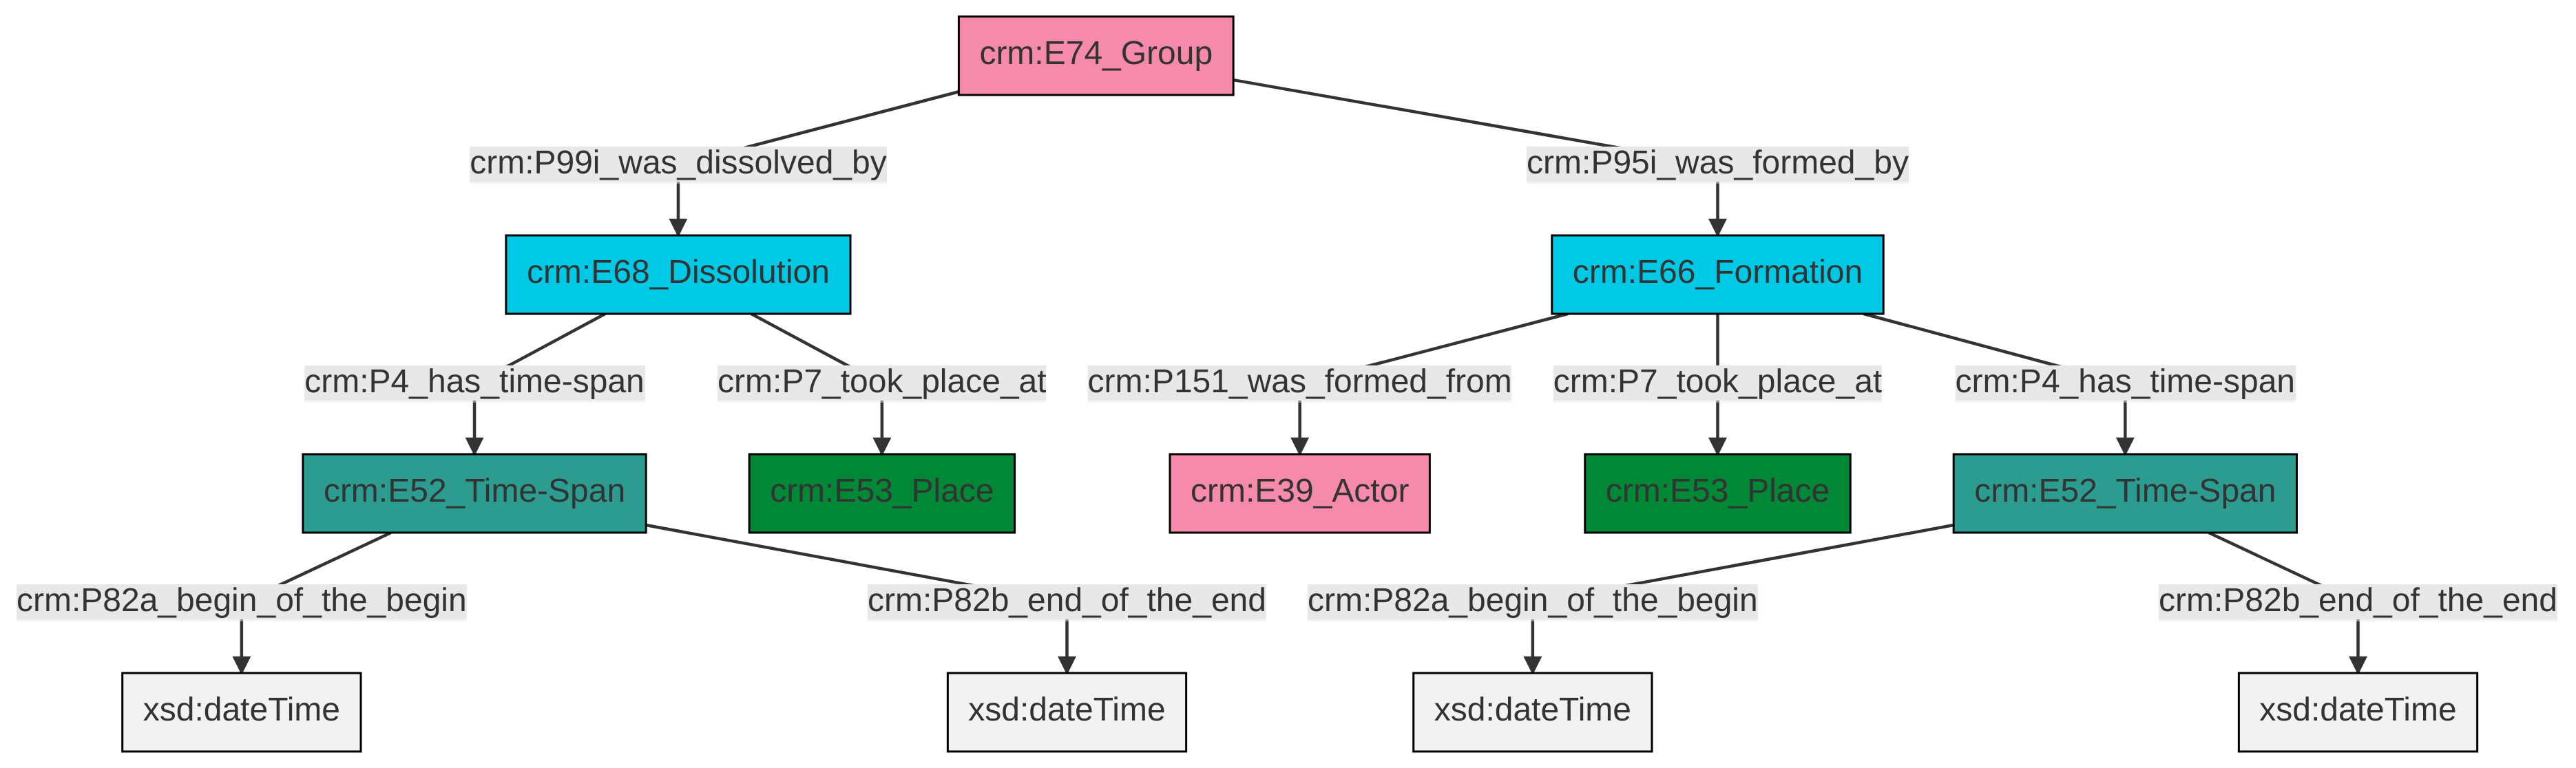 crm:E74_Group
crm:P99i_was_dissolved_by
crm:P95i_was_formed_by
crm:E68_Dissolution
crm:E66_Formation
crm:P4_has_time-span
crm:P7_took_place_at
crm:P151_was_formed_from
crm:P7_took_place_at
crm:P4_has_time-span
crm:E52_Time-Span
crm:E53_Place
crm:E39_Actor
crm:E53_Place
crm:E52_Time-Span
crm:P82a_begin_of_the_begin
crm:P82b_end_of_the_end
crm:P82a_begin_of_the_begin
crm:P82b_end_of_the_end
xsd:dateTime
xsd:dateTime
xsd:dateTime
xsd:dateTime